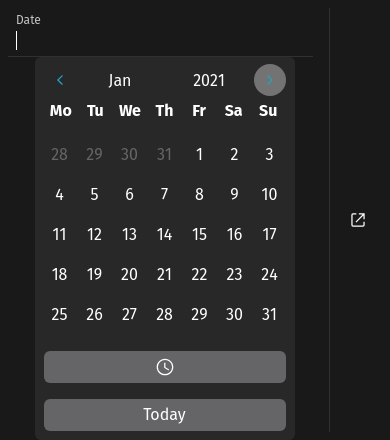 Date
Jan 2021
Mo Tu We Th Fr Sa Su
28 29 30 31 1 2 3
4 5 6 7 8 9 10
11 12 13 14 15 16 17
18 19 20 21 22 23 24
25 26 27 28 29 30 31
Today